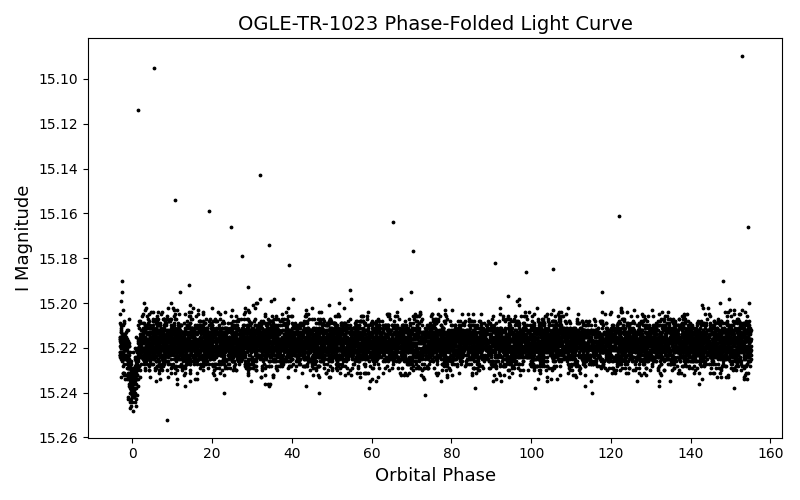 OGLE-TR-1023 Phase-Folded Light Curve
15.10
15.12
15.14
15.16
15.18
15.20
15.22
15.24
15.26
I Magnitude
0 20 40 60 80 100 120 140 160
Orbital Phase